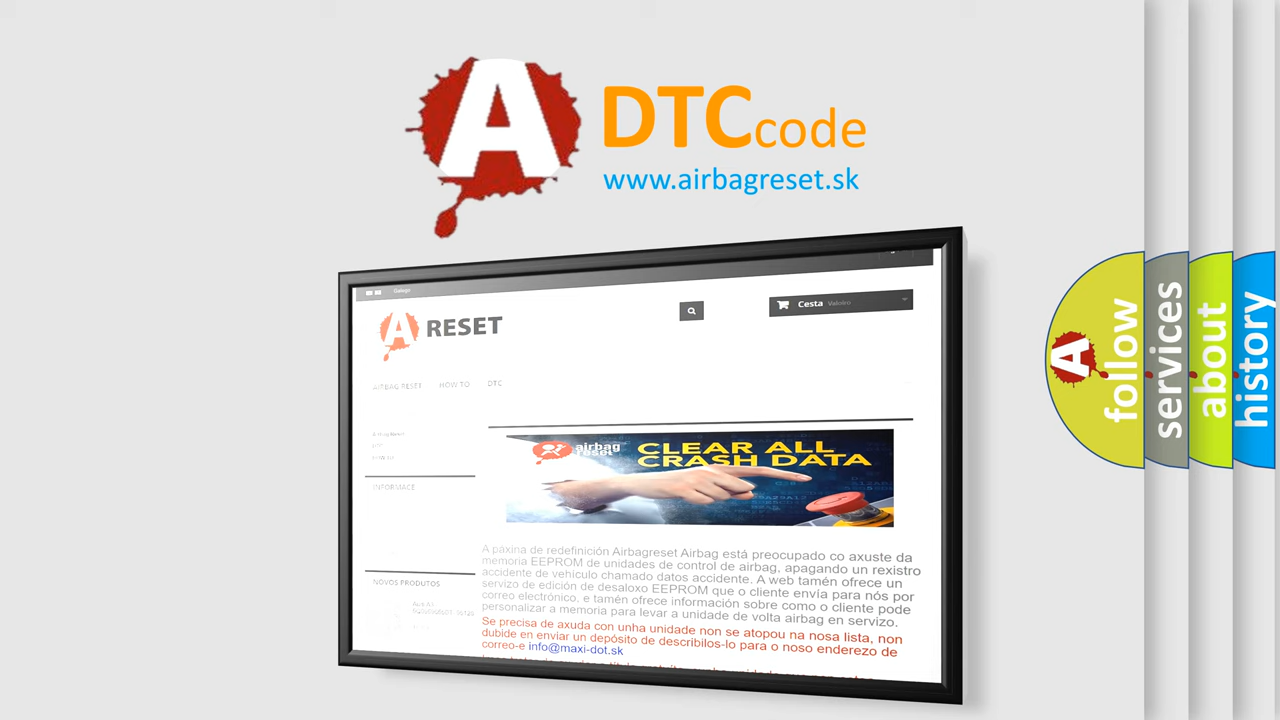 A
DTC code
www.airbagreset.sk
Galego
A RESET
Cesta Valeiro
AIRBAG RESET HOW TO DTC
INFORMACE
NOVOS PRODUTOS
airbag
reset
CLEAR ALL
CRASH DATA
A páxina de redefinición Airbagreset Airbag está preocupado co axuste da
memoria EEPROM de unidades de control de airbag, apagando un rexistro
accidente de vehículo chamado datos accidente. A web tamén ofrece un
servizo de edición de desaloxo EEPROM que o cliente envía para nós por
correo electrónico, e tamén ofrece información sobre como o cliente pode
personalizar a memoria para levar a unidade de volta airbag en servizo.
Se precisa de axuda con unha unidade non se atopou na nosa lista, non
dubide en enviar un depósito de describilos-lo para o noso enderezo de
correo-e info@maxi-dot.sk
A
follow
services
about
history